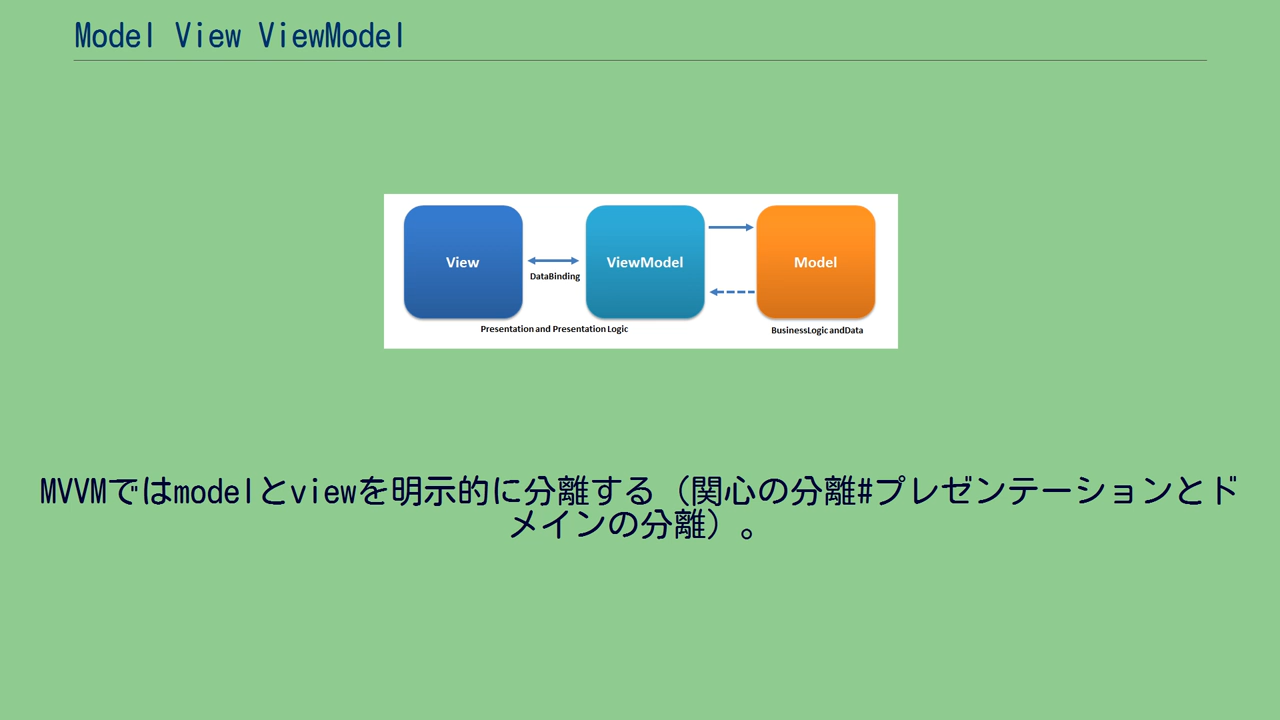 Model View ViewModel
View
ViewModel
Model
DataBinding
Presentation and Presentation Logic
BusinessLogic andData
MVVMではmodelとviewを明示的に分離する（関心の分離#プレゼンテーションとド
メインの分離）。